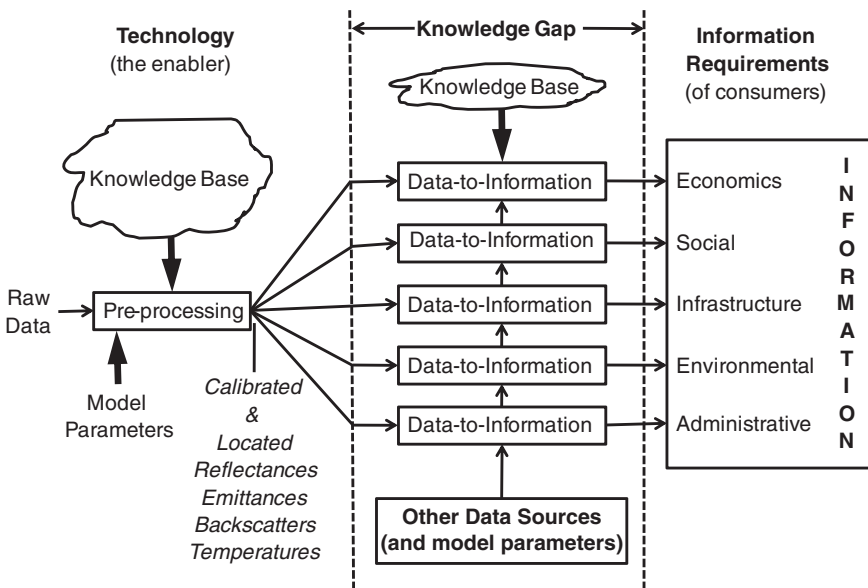 Technology
(the enabler)
Knowledge Base
Raw
Data
Pre-processing
Model
Parameters
Calibrated
&
Located
Reflectances
Emittances
Backscatters
Temperatures
Knowledge Gap
Knowledge Base
Data-to-Information
Data-to-Information
Data-to-Information
Data-to-Information
Data-to-Information
Other Data Sources
(and model parameters)
Information
Requirements
(of consumers)
Economics
Social
Infrastructure
Environmental
Administrative
INFORMATION